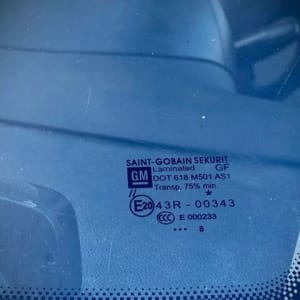 SAINT-GOBAIN SEKURIT
Laminated GF
GM DOT 618 M501 AS1
Transp. 75% min.
E20 43R - 00343
CCC E 000233
... 8